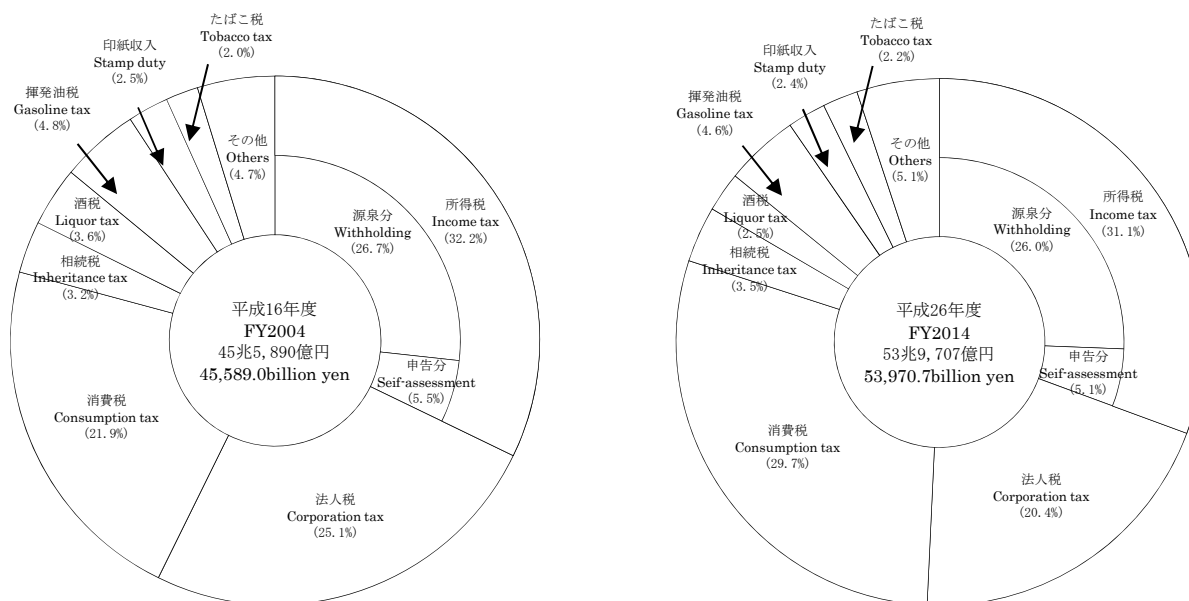 たばこ税
Tobacco tax
(2.0%)
印紙収入
Stamp duty
(2.5%)
揮発油税
Gasoline tax
(4.8%)
その他
Others
(4.7%)
酒税
Liquor tax
(3.6%)
相続税
Inheritance tax
(3.2%)
源泉分
Withholding
(26.7%)
所得税
Income tax
(32.2%)
平成16年度
FY2004
45兆5,890億円
45,589.0billion yen
申告分
Seif-assessment
(5.5%)
消費税
Consumption tax
(21.9%)
法人税
Corporation tax
(25.1%)
たばこ税
Tobacco tax
(2.2%)
印紙収入
Stamp duty
(2.4%)
揮発油税
Gasoline tax
(4.6%)
その他
Others
(5.1%)
酒税
Liquor tax
(2.5%)
相続税
Inheritance tax
(3.5%)
源泉分
Withholding
(26.0%)
所得税
Income tax
(31.1%)
平成26年度
FY2014
53兆9,707億円
53,970.7billion yen
申告分
Seif-assessment
(5.1%)
消費税
Consumption tax
(29.7%)
法人税
Corporation tax
(20.4%)